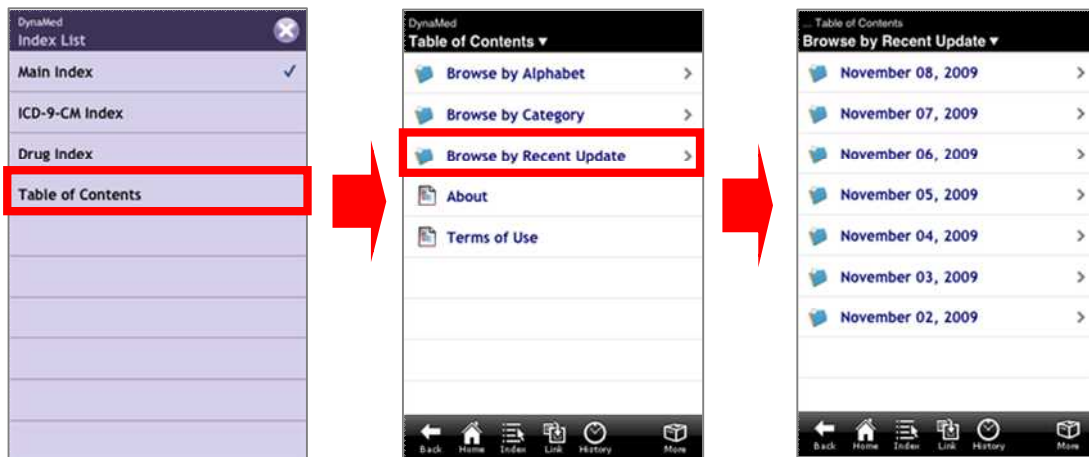 DynaMed
Index List
Main Index
ICD-9-CM Index
Drug Index
Table of Contents
DynaMed
Table of Contents ▼
Browse by Alphabet
Browse by Category
Browse by Recent Update
About
Terms of Use
Back Home Index Link History More
... Table of Contents
Browse by Recent Update ▼
November 08, 2009
November 07, 2009
November 06, 2009
November 05, 2009
November 04, 2009
November 03, 2009
November 02, 2009
Back Home Index Link History More